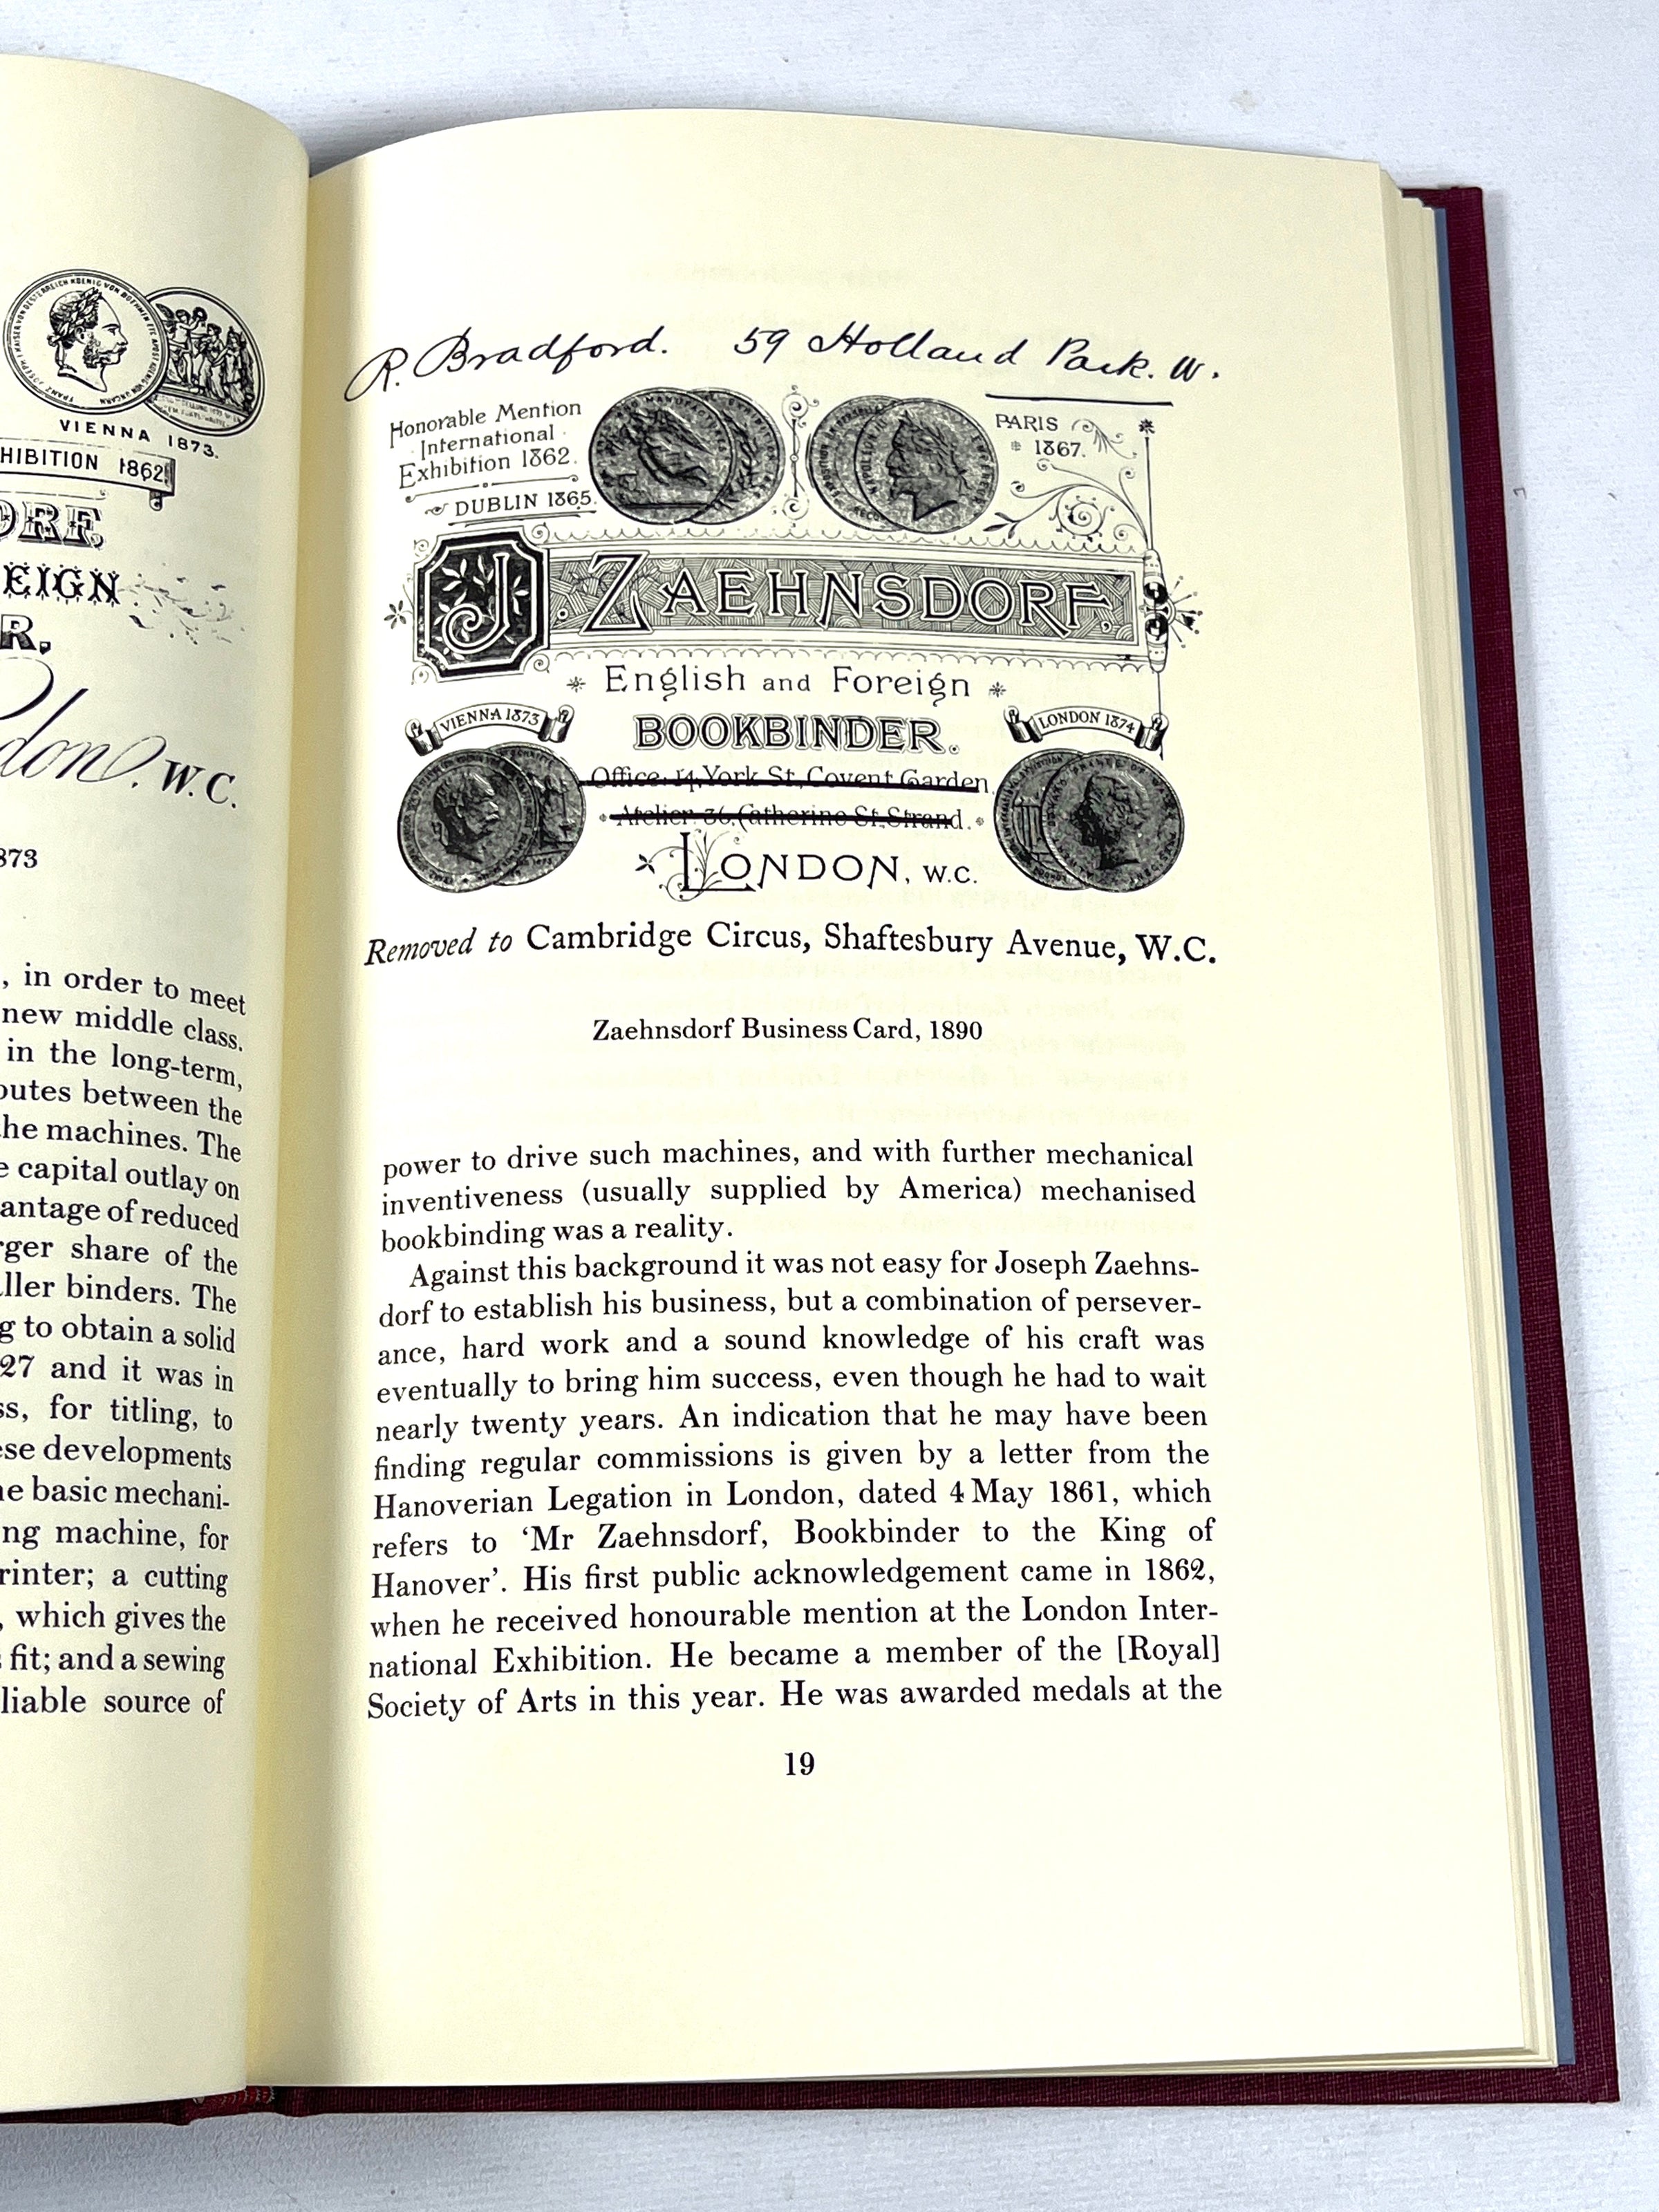 VIENNA 1873.
HIBITION 1862
DORF.
EIGN
R,
don. W.C.
873
, in order to meet
new middle class.
in the long-term,
putes between the
he machines. The
e capital outlay on
antage of reduced
rger share of the
ller binders. The
g to obtain a solid
27 and it was in
ss, for titling, to
ese developments
ne basic mechani-
ng machine, for
rinter; a cutting
, which gives the
fit; and a sewing
liable source of
R. Bradford. 59 Holland Park. W.
Honorable Mention
International
Exhibition 1862.
DUBLIN 1865.
PARIS
1867.
J. ZAEHNSDORF,
English and Foreign
BOOKBINDER.
VIENNA 1873
LONDON 1874
Office: 14, York St, Covent Garden.
Atelier 36, Catherine St, Strand.
LONDON, W.C.
Removed to Cambridge Circus, Shaftesbury Avenue, W.C.
Zaehnsdorf Business Card, 1890
power to drive such machines, and with further mechanical
inventiveness (usually supplied by America) mechanised
bookbinding was a reality.
Against this background it was not easy for Joseph Zaehns-
dorf to establish his business, but a combination of persever-
ance, hard work and a sound knowledge of his craft was
eventually to bring him success, even though he had to wait
nearly twenty years. An indication that he may have been
finding regular commissions is given by a letter from the
Hanoverian Legation in London, dated 4 May 1861, which
refers to ‘Mr Zaehnsdorf, Bookbinder to the King of
Hanover’. His first public acknowledgement came in 1862,
when he received honourable mention at the London Inter-
national Exhibition. He became a member of the [Royal]
Society of Arts in this year. He was awarded medals at the
19